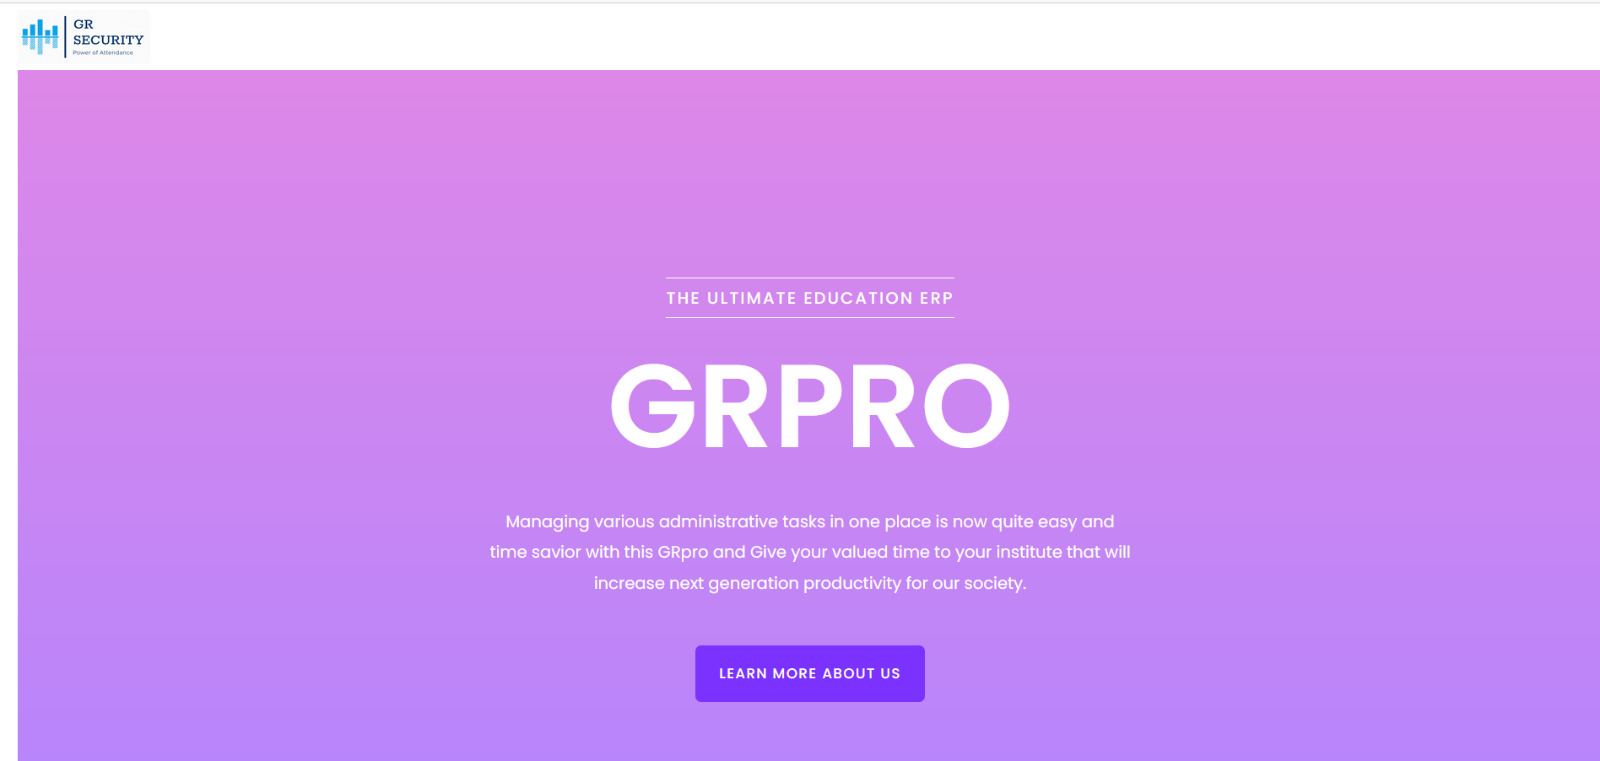 GR
SECURITY
Power of Attendance
THE ULTIMATE EDUCATION ERP
GRPRO
Managing various administrative tasks in one place is now quite easy and
time savior with this GRpro and Give your valued time to your institute that will
increase next generation productivity for our society.
LEARN MORE ABOUT US